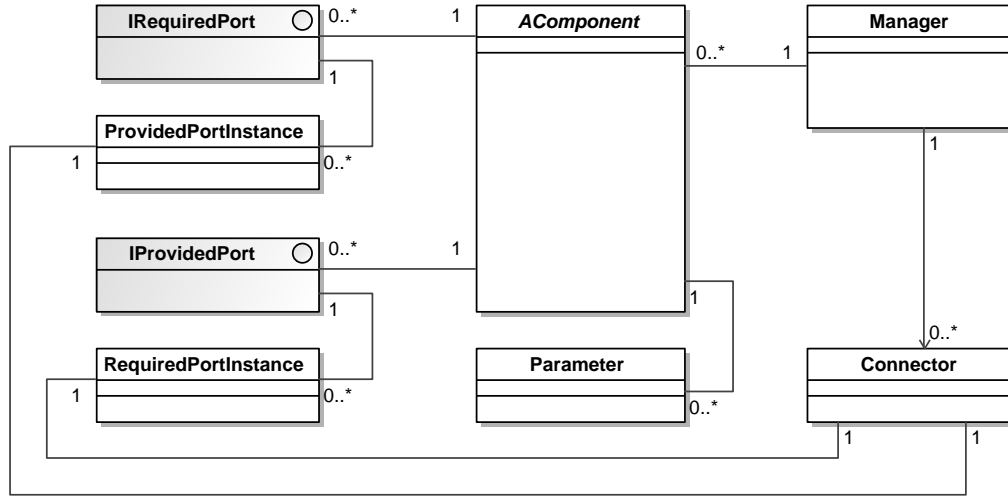 IRequiredPort
0..*
1
AComponent
Manager
0..*
1
1
ProvidedPortInstance
1
0..*
1
IProvidedPort
0..*
1
1
1
0..*
RequiredPortInstance
Parameter
Connector
1
0..*
0..*
1
1